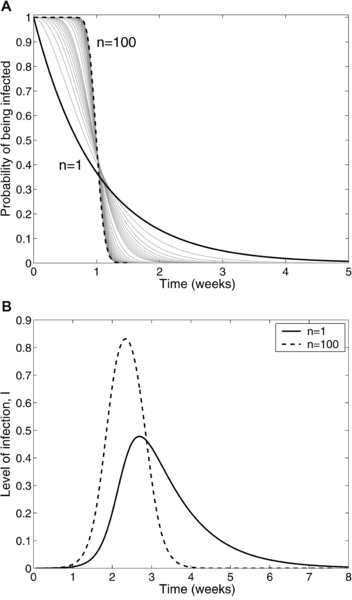 A
1
0.9
0.8
0.7
0.6
0.5
0.4
0.3
0.2
0.1
0
Probability of being infected
n=100
n=1
0 1 2 3 4 5
Time (weeks)
B
0.9
0.8
0.7
0.6
0.5
0.4
0.3
0.2
0.1
0
Level of infection, I
n=1
n=100
0 1 2 3 4 5 6 7 8
Time (weeks)